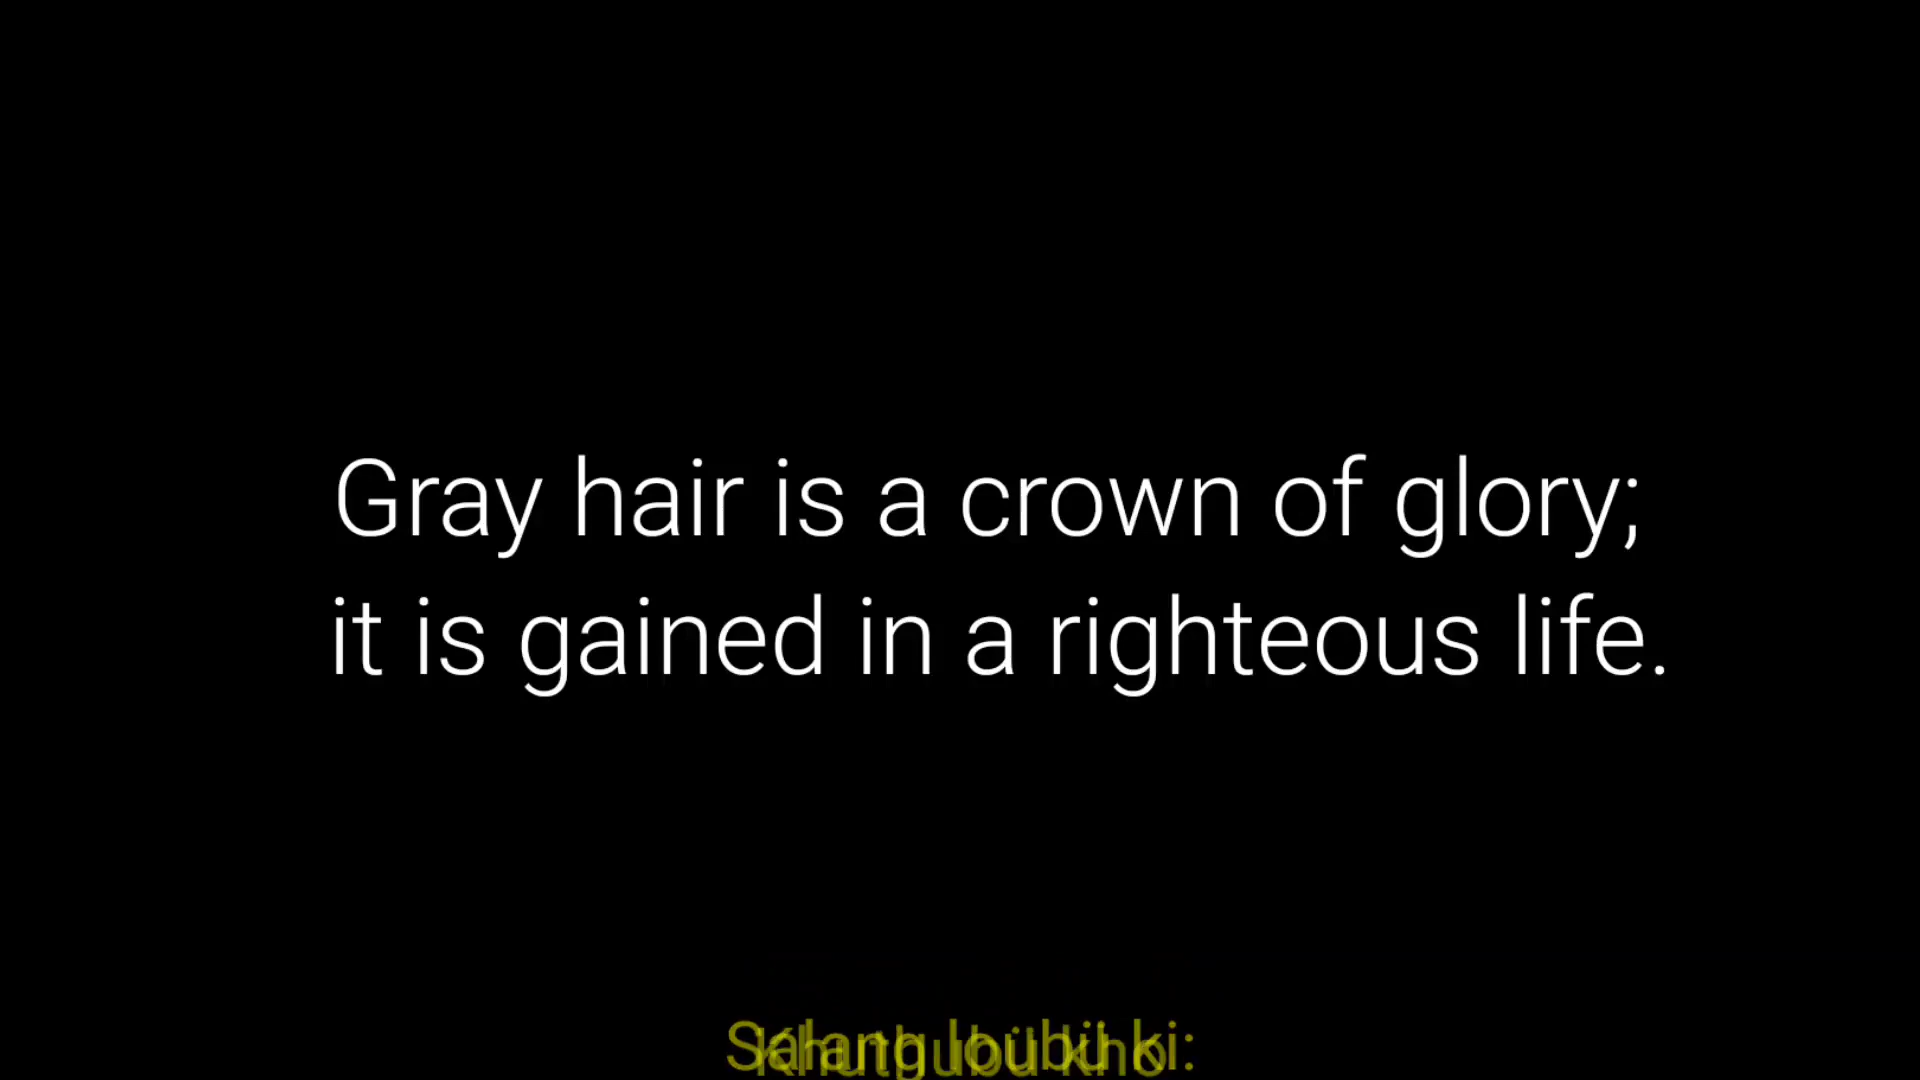 Gray hair is a crown of glory;
it is gained in a righteous life.